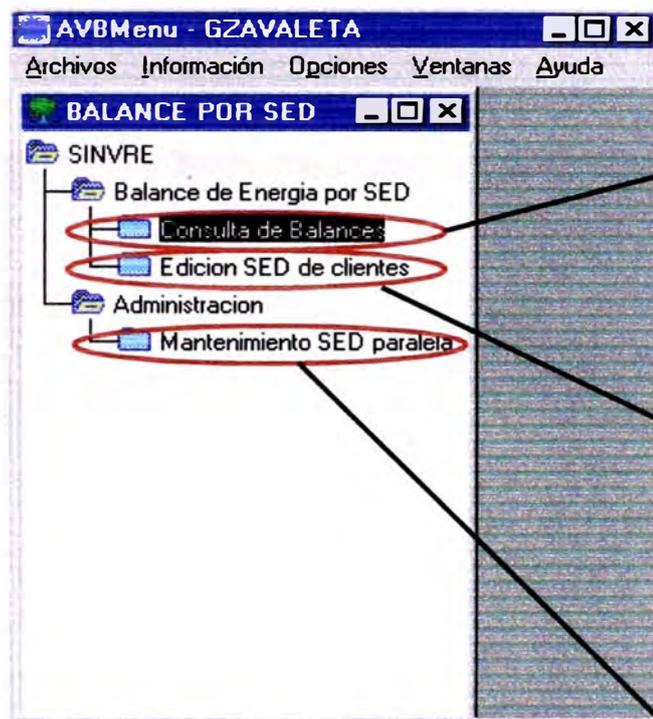 AVBMenu - GZAVALETA
Archivos Información Opciones Ventanas Ayuda
BALANCE POR SED
SINVRE
Balance de Energia por SED
Consulta de Balances
Edicion SED de clientes
Administracion
Mantenimiento SED paralela